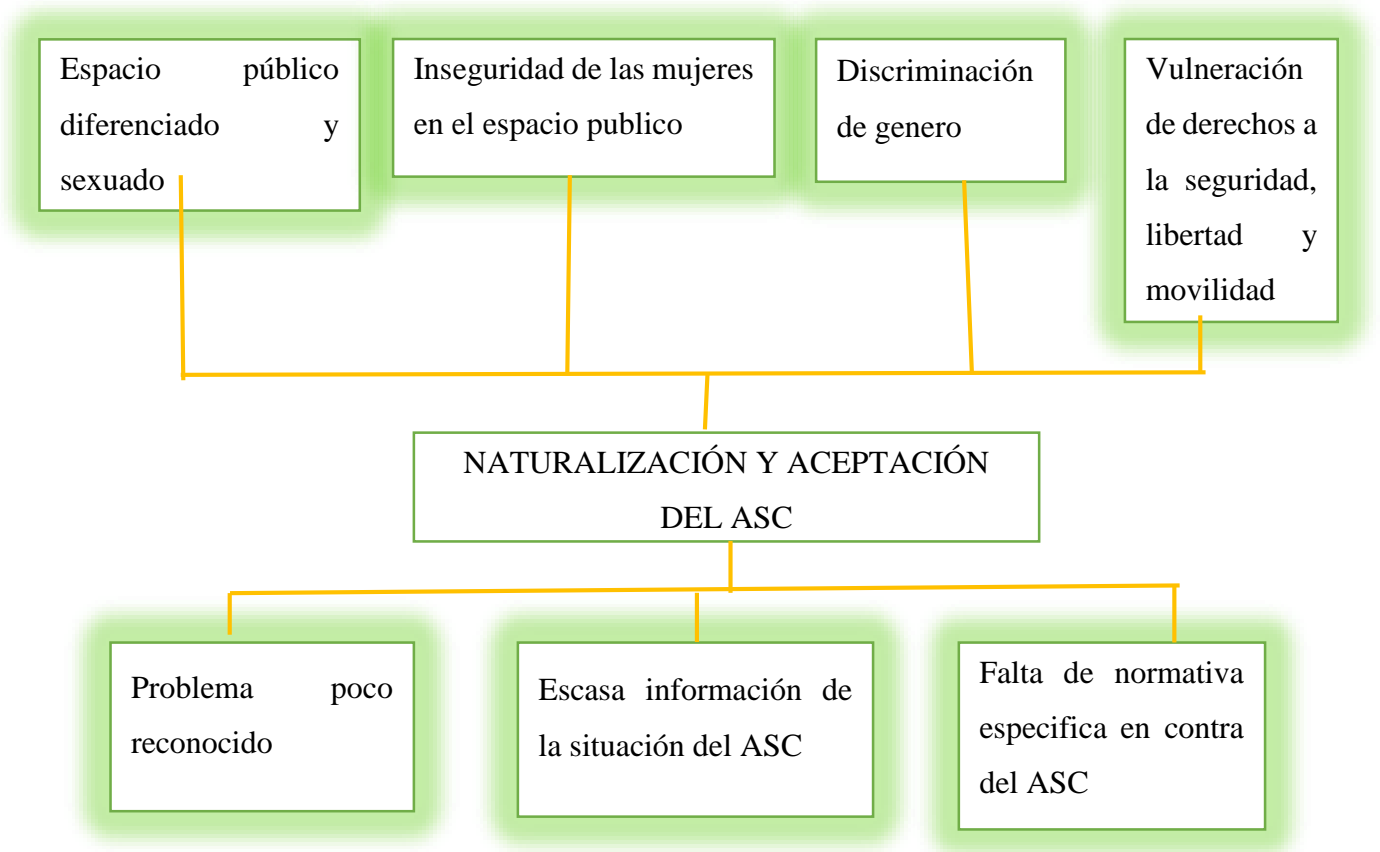 Espacio público
diferenciado y
sexuado
Inseguridad de las mujeres
en el espacio publico
Discriminación
de genero
Vulneración
de derechos a
la seguridad,
libertad y
movilidad
NATURALIZACIÓN Y ACEPTACIÓN
DEL ASC
Problema poco
reconocido
Escasa información de
la situación del ASC
Falta de normativa
especifica en contra
del ASC